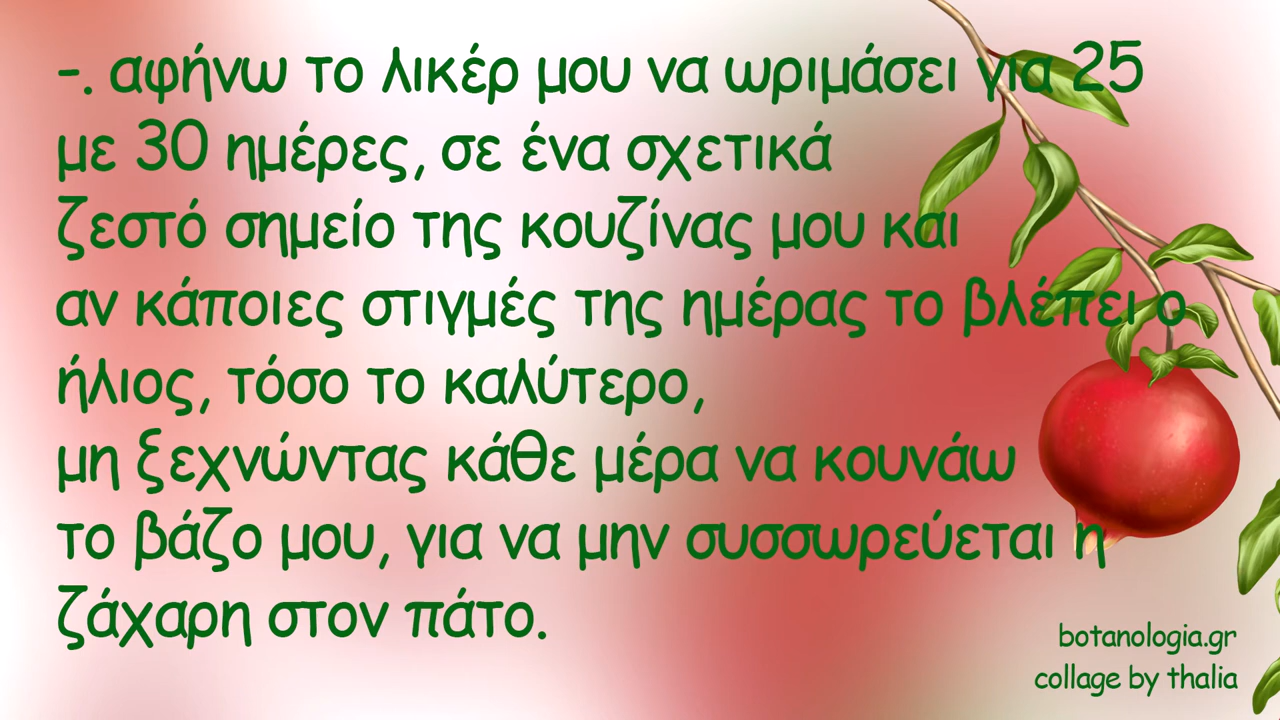 -. αφήνω το λικέρ μου να ωριμάσει για 25
με 30 ημέρες, σε ένα σχετικά
ζεστό σημείο της κουζίνας μου και
αν κάποιες στιγμές της ημέρας το βλέπει ο
ήλιος, τόσο το καλύτερο,
μη ξεχνώντας κάθε μέρα να κουνάω
το βάζο μου, για να μην συσσωρεύεται η
ζάχαρη στον πάτο.
botanologia.gr
collage by thalia